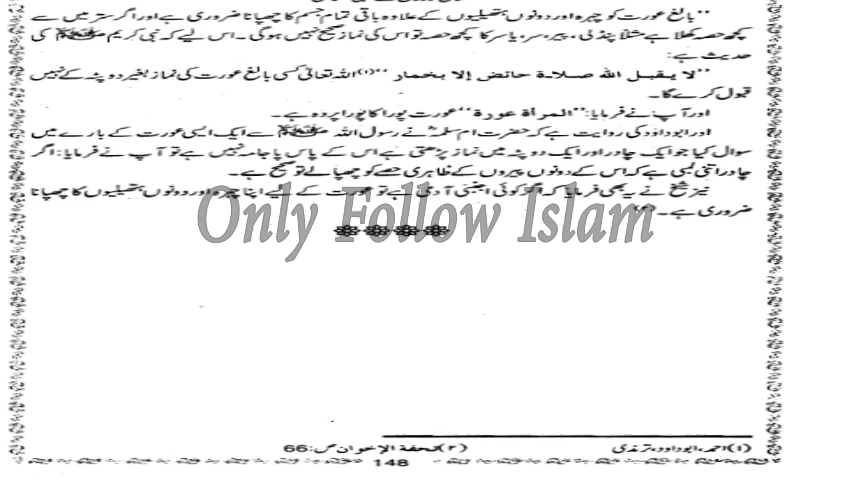 ”بالغ عورت کو چہرہ اور دونوں ہتھیلیوں کے علاوہ باقی تمام جسم کا چھپانا ضروری ہے اور اگر ستر میں سے
کچھ حصہ کھلا ہے مثلاً پنڈلی، پیر، سر، یا سر کا کچھ حصہ تو اس کی نماز صحیح نہیں ہوگی۔ اس لیے کہ نبی کریم ﷺ کی
حدیث ہے:
”لا يقبل الله صلاة حائض إلا بخمار“ (۱) اللہ تعالیٰ کسی بالغ عورت کی نماز بغیر دوپٹہ کے نہیں
قبول کرے گا۔
اور آپ نے فرمایا: ”المرأة عورة“ عورت پورا کا پورا پردہ ہے۔
اور ابوداود کی روایت ہے کہ حضرت ام سلمہؓ نے رسول اللہ ﷺ سے ایک ایسی عورت کے بارے میں
سوال کیا جو ایک چادر اور ایک دوپٹہ میں نماز پڑھتی ہے اس کے پاس پاجامہ نہیں ہے تو آپ نے فرمایا: اگر
چادر اتنی لمبی ہے کہ اس کے دونوں پیروں کے ظاہری حصے کو چھپا لے تو صحیح ہے۔
نیز شیخ نے یہ بھی فرمایا کہ اگر کوئی اجنبی آدمی ہے تو عورت کے لیے اپنا چہرہ اور دونوں ہتھیلیوں کا چھپانا
ضروری ہے۔ (۲)
Only Follow Islam
(۱) احمد، ابوداود، ترمذی (۲) تحفة الإخوان ص: 66
148